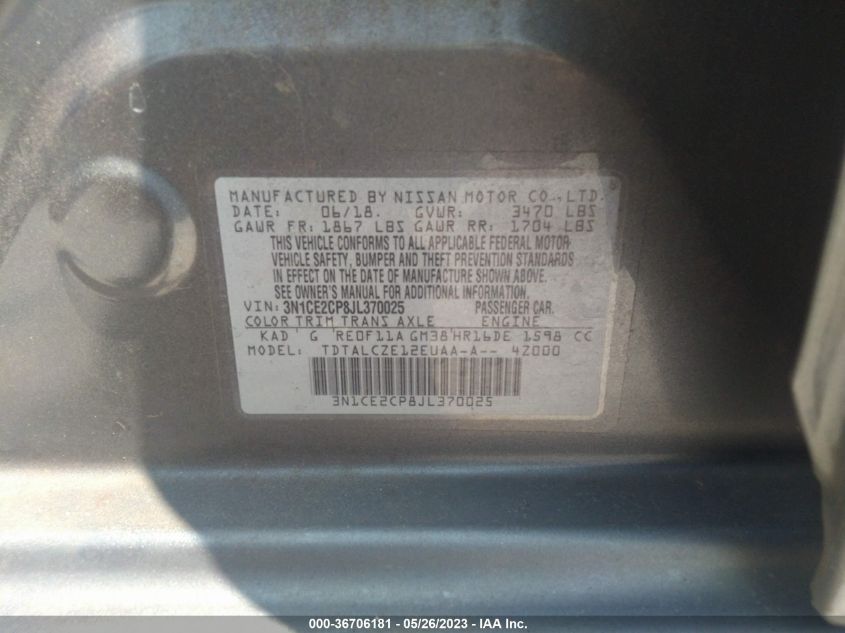 MANUFACTURED BY NISSAN MOTOR CO., LTD.
DATE: 06/18. GVWR: 3470 LBS
GAWR FR: 1867 LBS GAWR RR: 1704 LBS
THIS VEHICLE CONFORMS TO ALL APPLICABLE FEDERAL MOTOR
VEHICLE SAFETY, BUMPER AND THEFT PREVENTION STANDARDS
IN EFFECT ON THE DATE OF MANUFACTURE SHOWN ABOVE.
SEE OWNER'S MANUAL FOR ADDITIONAL INFORMATION.
VIN: 3N1CE2CP8JL370025 PASSENGER CAR.
COLOR TRIM TRANS AXLE ENGINE
KAD ' G 'RE0F11A GM38'HR16DE 1598 CC
MODEL: TDTALCZE12EUAA-A-- 4Z000
3N1CE2CP8JL370025
000-36706181 - 05/26/2023 - IAA Inc.